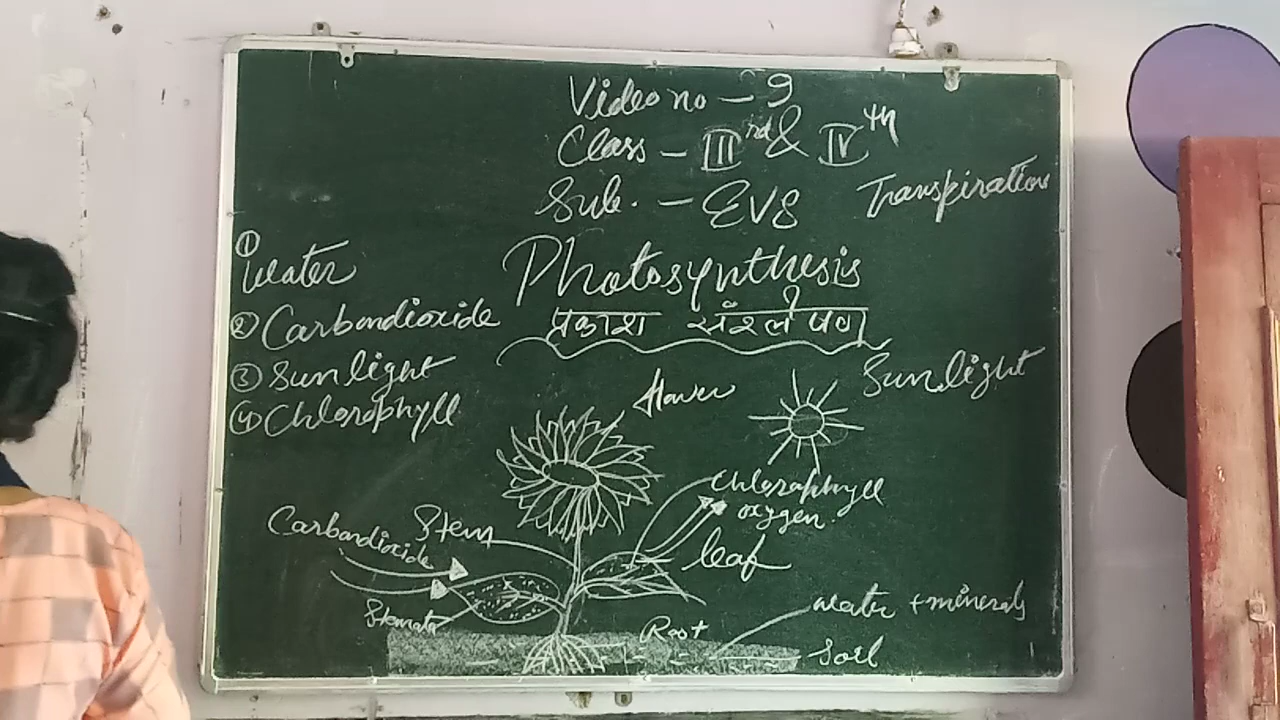 Video no - 9
Class - III rd & IV th
Sub. - EVS
Transpiration
Photosynthesis
प्रकाश संश्लेषण
① Water
② Carbondioxide
③ Sunlight
④ Chlorophyll
flower
Sunlight
Chlorophyll
oxygen
leaf
Carbondioxide
Stem
Stomata
Root
water + minerals
soil